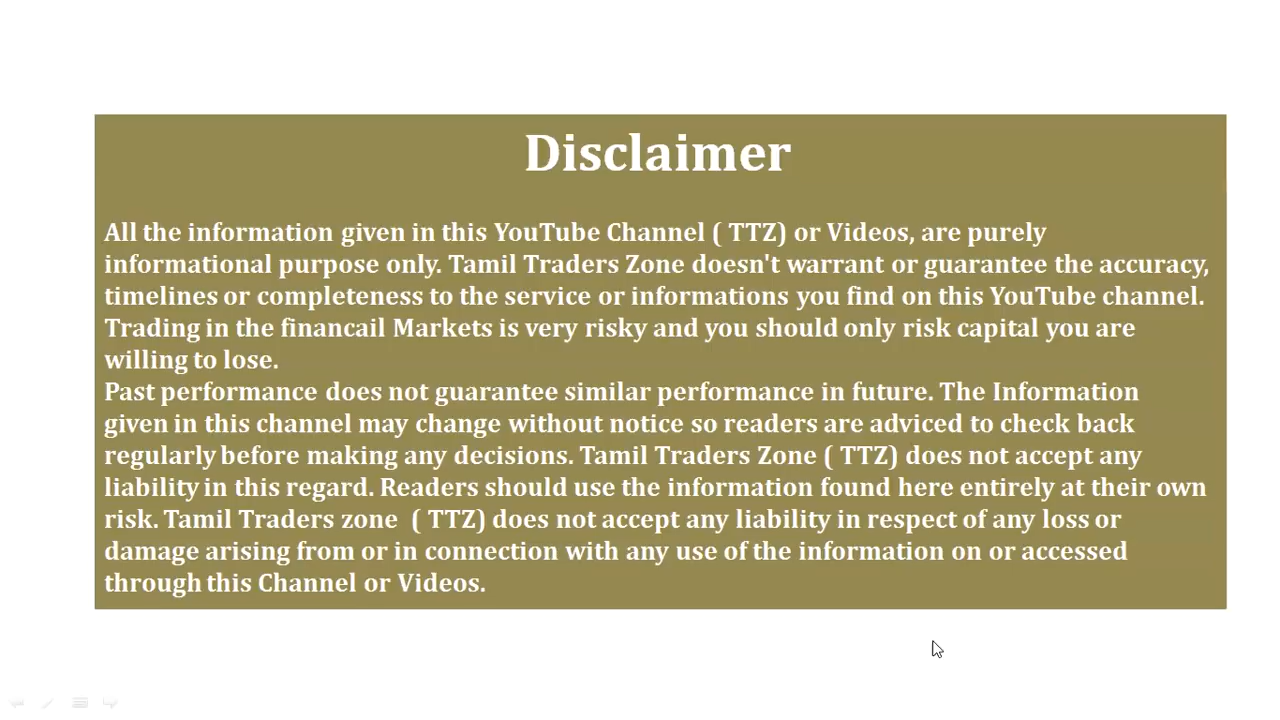 Disclaimer
All the information given in this YouTube Channel ( TTZ) or Videos, are purely
informational purpose only. Tamil Traders Zone doesn't warrant or guarantee the accuracy,
timelines or completeness to the service or informations you find on this YouTube channel.
Trading in the financail Markets is very risky and you should only risk capital you are
willing to lose.
Past performance does not guarantee similar performance in future. The Information
given in this channel may change without notice so readers are adviced to check back
regularly before making any decisions. Tamil Traders Zone ( TTZ) does not accept any
liability in this regard. Readers should use the information found here entirely at their own
risk. Tamil Traders zone  ( TTZ) does not accept any liability in respect of any loss or
damage arising from or in connection with any use of the information on or accessed
through this Channel or Videos.